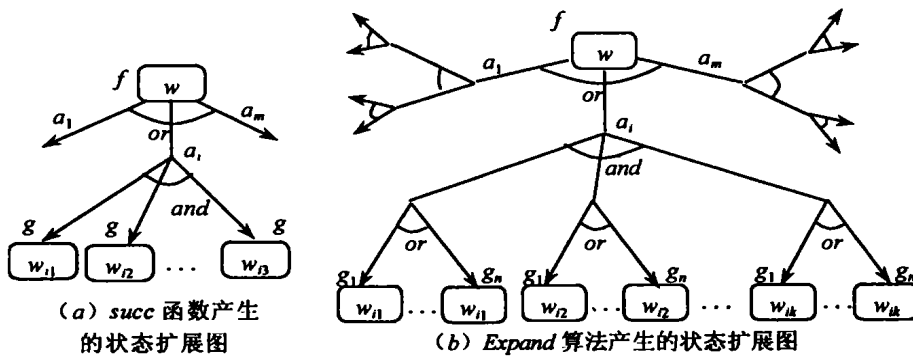 f w
a₁ or aₘ
aᵢ
and
g g g
wᵢ₁ wᵢ₂ ... wᵢ₃
(a) succ 函数产生
的状态扩展图
f w
a₁ or aₘ
aᵢ
and
or or or
g₁ gₙ g₁ gₙ g₁ gₙ
wᵢ₁ ... wᵢ₁ wᵢ₂ ... wᵢ₂ ... wᵢₖ ... wᵢₖ
(b) Expand 算法产生的状态扩展图